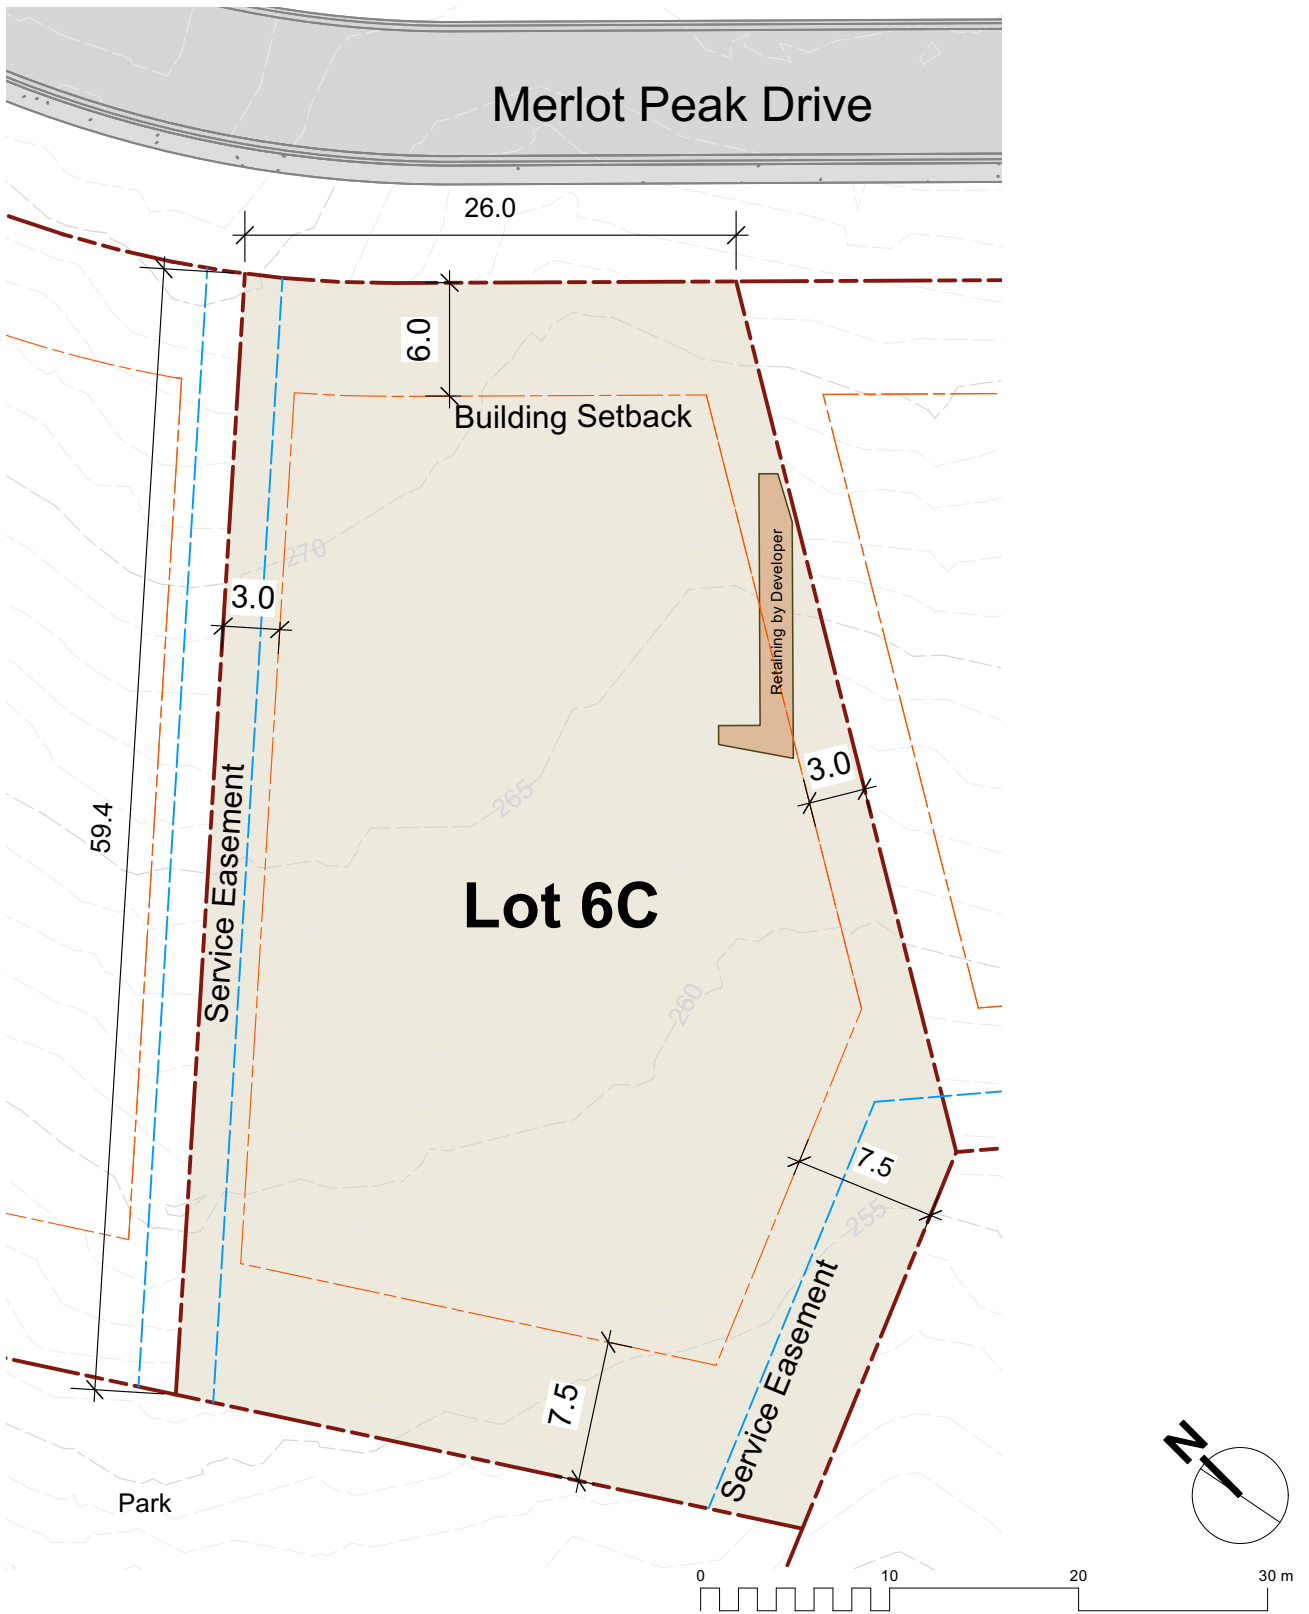 Merlot Peak Drive
26.0
6.0
Building Setback
270
3.0
Retaining by Developer
3.0
265
59.4
Service Easement
Lot 6C
260
7.5
255
Service Easement
7.5
Park
N
0 10 20 30 m